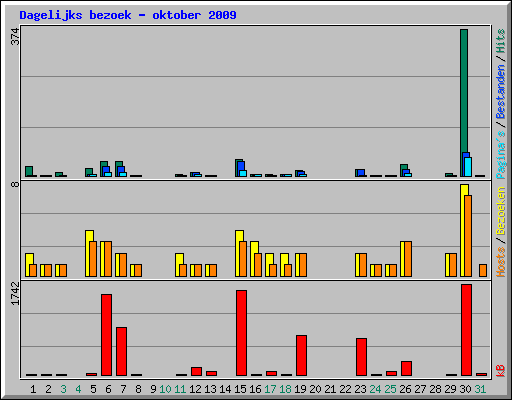 Dagelijks bezoek - oktober 2009
374
8
1742
Hosts / Bezoeken Pagina's / Bestanden / Hits
kB
1 2 3 4 5 6 7 8 9 10 11 12 13 14 15 16 17 18 19 20 21 22 23 24 25 26 27 28 29 30 31